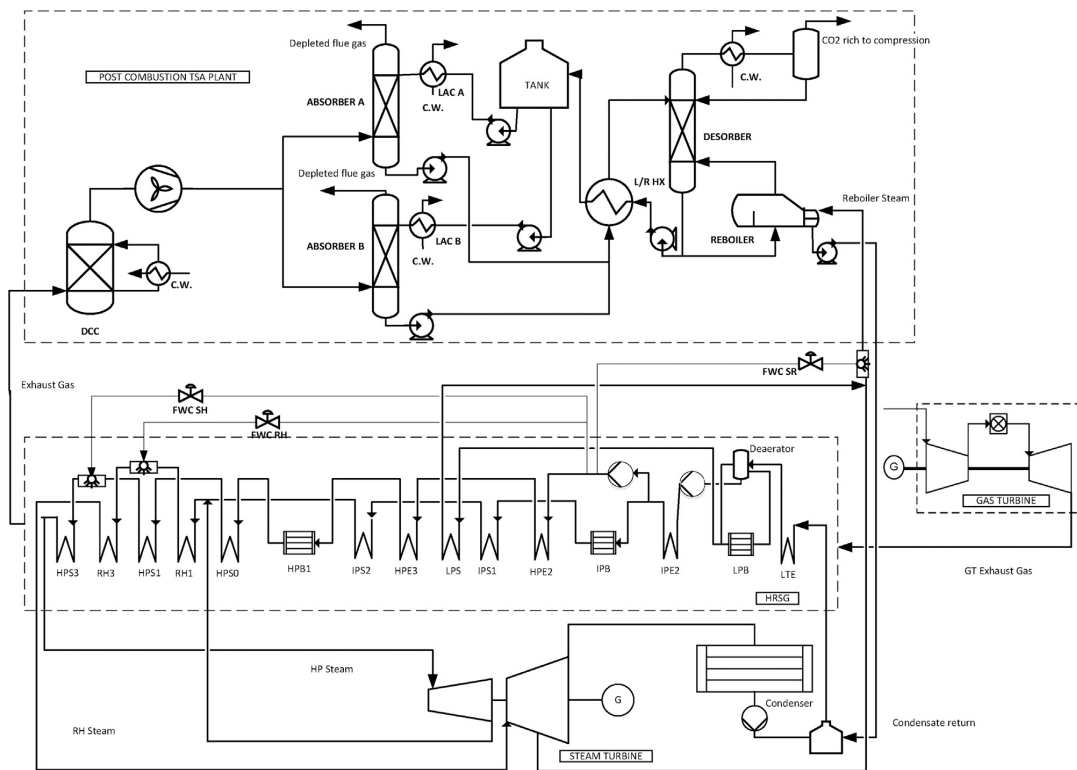 Depleted flue gas
CO2 rich to compression
POST COMBUSTION TSA PLANT
C.W.
LAC A
TANK
ABSORBER A
C.W.
DESORBER
Depleted flue gas
L/R HX
Reboiler Steam
ABSORBER B
LAC B
REBOILER
C.W.
C.W.
DCC
FWC SR
Exhaust Gas
FWC SH
FWC RH
Deaerator
G
GAS TURBINE
HPS3
RH3
HPS1
RH1
HPS0
HPB1
IPS2
HPE3
LPS
IPS1
HPE2
IPB
IPE2
LPB
LTE
GT Exhaust Gas
HRSG
HP Steam
G
Condenser
RH Steam
Condensate return
STEAM TURBINE